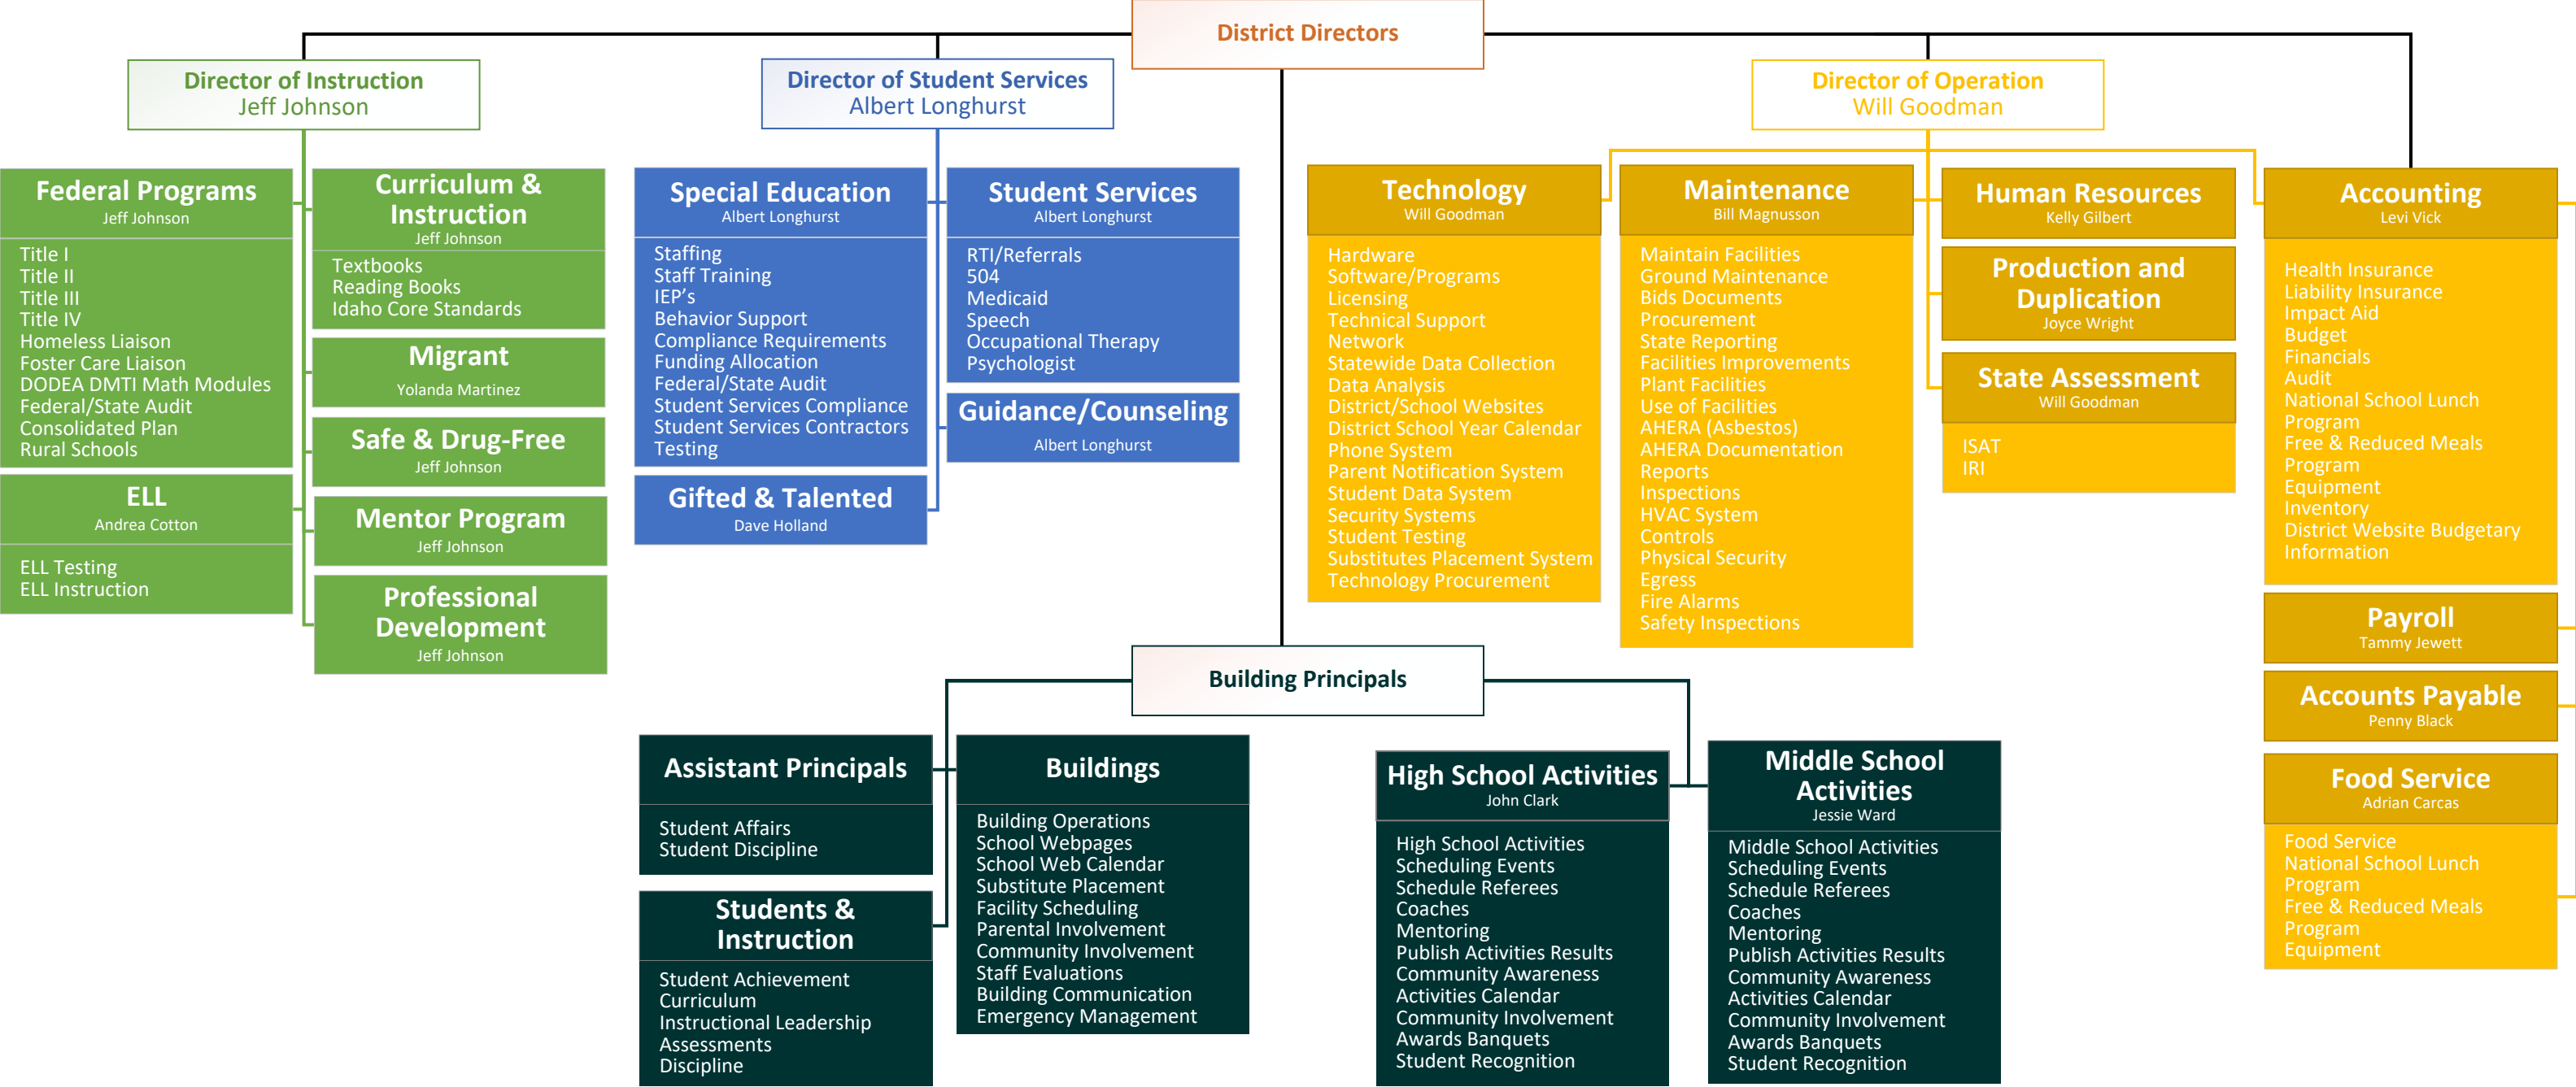 District Directors
Director of Instruction
Jeff Johnson
Federal Programs
Jeff Johnson
Title I
Title II
Title III
Title IV
Homeless Liaison
Foster Care Liaison
DODEA DMTI Math Modules
Federal/State Audit
Consolidated Plan
Rural Schools
ELL
Andrea Cotton
ELL Testing
ELL Instruction
Curriculum &
Instruction
Jeff Johnson
Textbooks
Reading Books
Idaho Core Standards
Migrant
Yolanda Martinez
Safe & Drug-Free
Jeff Johnson
Mentor Program
Jeff Johnson
Professional
Development
Jeff Johnson
Director of Student Services
Albert Longhurst
Special Education
Albert Longhurst
Staffing
Staff Training
IEP’s
Behavior Support
Compliance Requirements
Funding Allocation
Federal/State Audit
Student Services Compliance
Student Services Contractors
Testing
Gifted & Talented
Dave Holland
Student Services
Albert Longhurst
RTI/Referrals
504
Medicaid
Speech
Occupational Therapy
Psychologist
Guidance/Counseling
Albert Longhurst
Director of Operation
Will Goodman
Technology
Will Goodman
Hardware
Software/Programs
Licensing
Technical Support
Network
Statewide Data Collection
Data Analysis
District/School Websites
District School Year Calendar
Phone System
Parent Notification System
Student Data System
Security Systems
Student Testing
Substitutes Placement System
Technology Procurement
Maintenance
Bill Magnusson
Maintain Facilities
Ground Maintenance
Bids Documents
Procurement
State Reporting
Facilities Improvements
Plant Facilities
Use of Facilities
AHERA (Asbestos)
AHERA Documentation
Reports
Inspections
HVAC System
Controls
Physical Security
Egress
Fire Alarms
Safety Inspections
Human Resources
Kelly Gilbert
Production and
Duplication
Joyce Wright
State Assessment
Will Goodman
ISAT
IRI
Accounting
Levi Vick
Health Insurance
Liability Insurance
Impact Aid
Budget
Financials
Audit
National School Lunch
Program
Free & Reduced Meals
Program
Equipment
Inventory
District Website Budgetary
Information
Payroll
Tammy Jewett
Accounts Payable
Penny Black
Food Service
Adrian Carcas
Food Service
National School Lunch
Program
Free & Reduced Meals
Program
Equipment
Building Principals
Assistant Principals
Student Affairs
Student Discipline
Students &
Instruction
Student Achievement
Curriculum
Instructional Leadership
Assessments
Discipline
Buildings
Building Operations
School Webpages
School Web Calendar
Substitute Placement
Facility Scheduling
Parental Involvement
Community Involvement
Staff Evaluations
Building Communication
Emergency Management
High School Activities
John Clark
High School Activities
Scheduling Events
Schedule Referees
Coaches
Mentoring
Publish Activities Results
Community Awareness
Activities Calendar
Community Involvement
Awards Banquets
Student Recognition
Middle School
Activities
Jessie Ward
Middle School Activities
Scheduling Events
Schedule Referees
Coaches
Mentoring
Publish Activities Results
Community Awareness
Activities Calendar
Community Involvement
Awards Banquets
Student Recognition